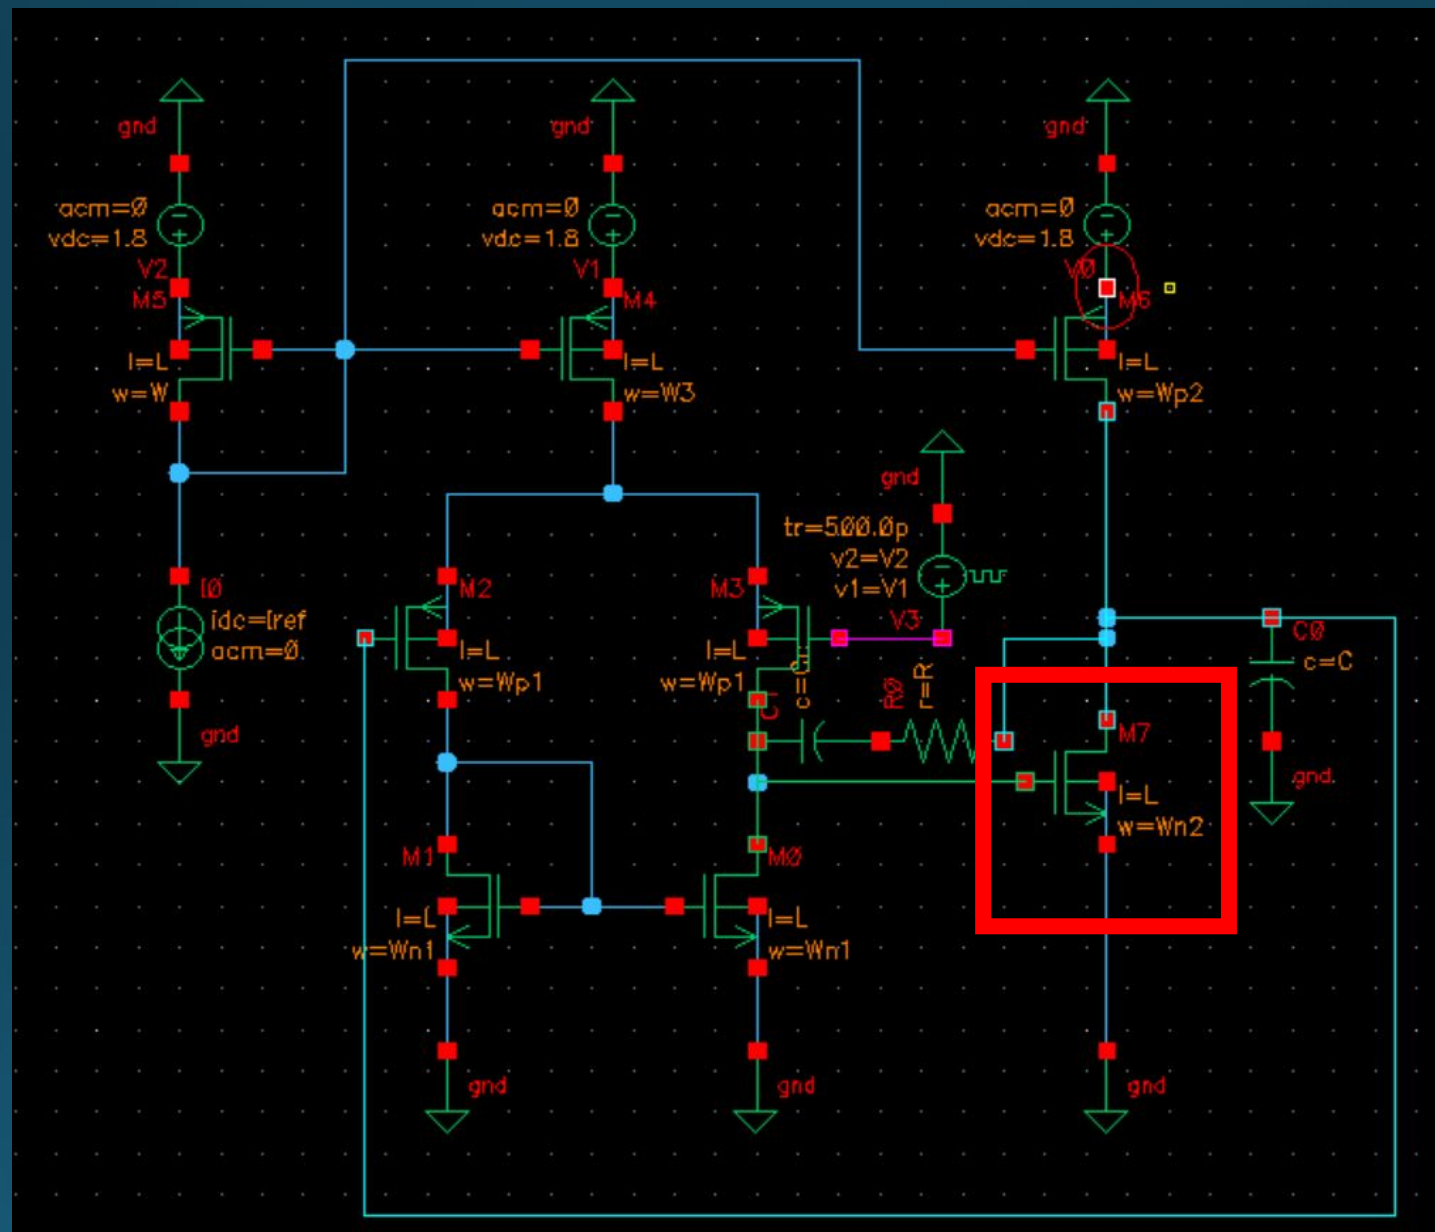 gnd
gnd
gnd
acm=0
vdc=1.8
acm=0
vdc=1.8
acm=0
vdc=1.8
V2
M5
V1
M4
V0
M6
l=L
w=W
l=L
w=W3
l=L
w=Wp2
gnd
tr=500.0p
v2=V2
v1=V1
V3
I0
idc=Iref
acm=0
gnd
M2
l=L
w=Wp1
M3
l=L
w=Wp1
C1
R0
r=R
C0
c=C
gnd
M7
l=L
w=Wn2
M1
l=L
w=Wn1
M0
l=L
w=Wn1
gnd
gnd
gnd